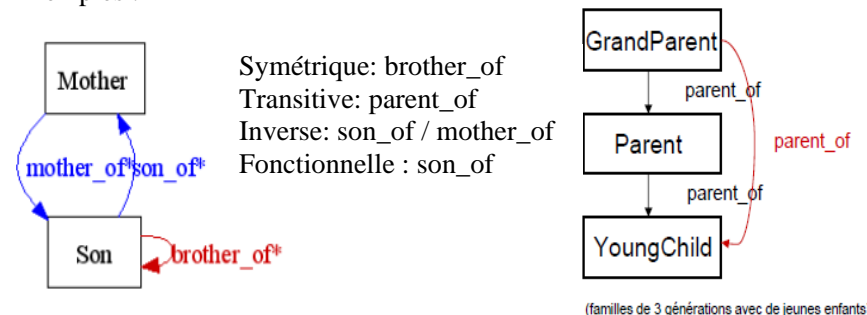 Mother
mother_of*
son_of*
Son
brother_of*
Symétrique: brother_of
Transitive: parent_of
Inverse: son_of / mother_of
Fonctionnelle : son_of
GrandParent
parent_of
Parent
parent_of
parent_of
YoungChild
(familles de 3 générations avec de jeunes enfants